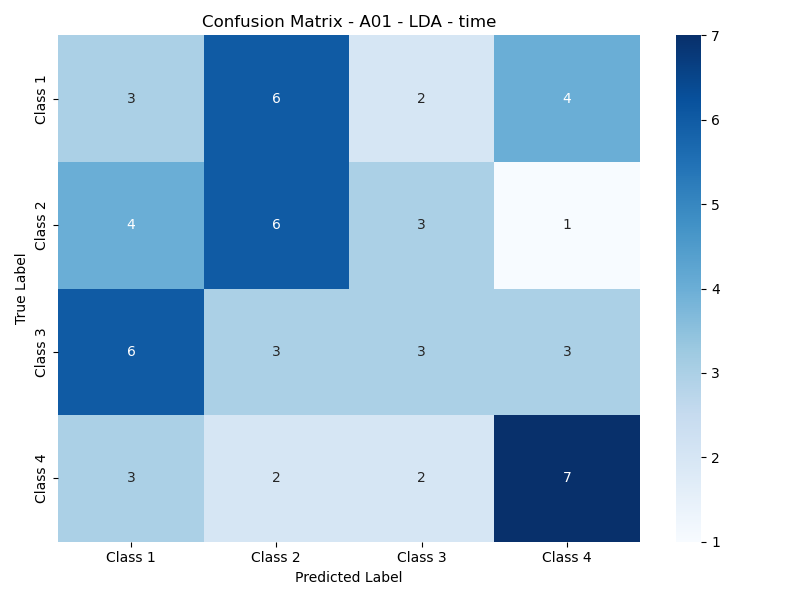 Confusion Matrix - A01 - LDA - time
True Label
Class 1
3 6 2 4
Class 2
4 6 3 1
Class 3
6 3 3 3
Class 4
3 2 2 7
Class 1 Class 2 Class 3 Class 4
Predicted Label
7
6
5
4
3
2
1